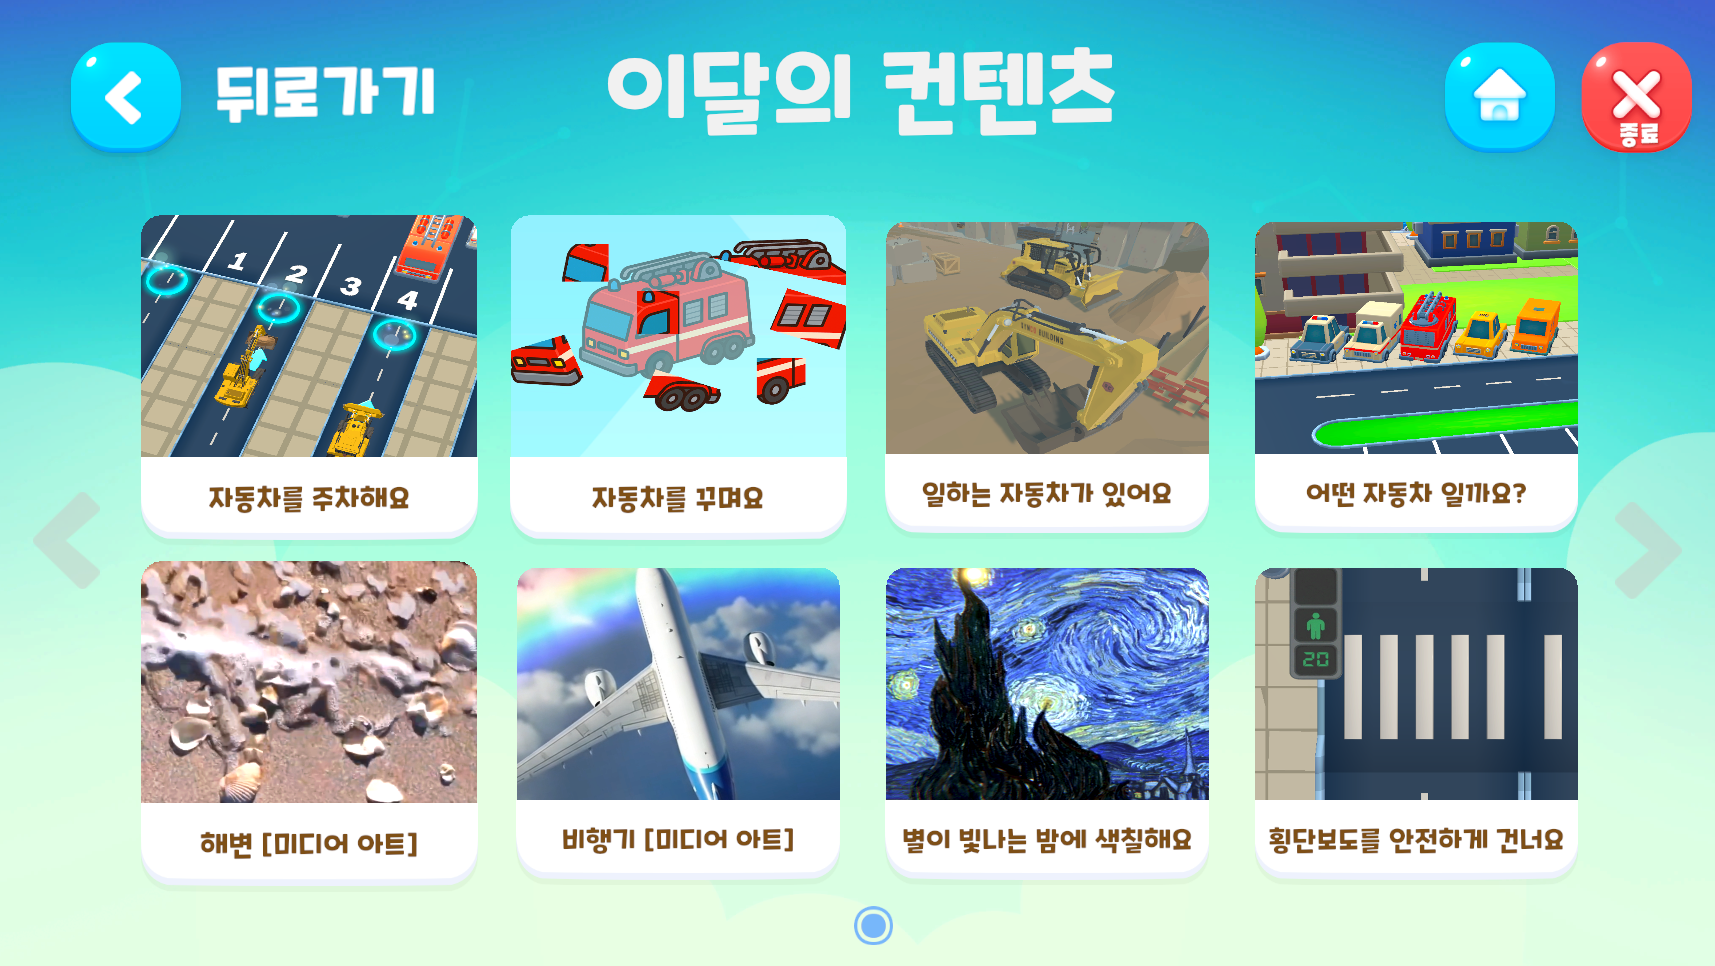 뒤로가기
이달의 컨텐츠
종료
1
2
3
4
자동차를 주차해요
자동차를 꾸며요
일하는 자동차가 있어요
어떤 자동차 일까요?
20
해변 [미디어 아트]
비행기 [미디어 아트]
별이 빛나는 밤에 색칠해요
횡단보도를 안전하게 건너요